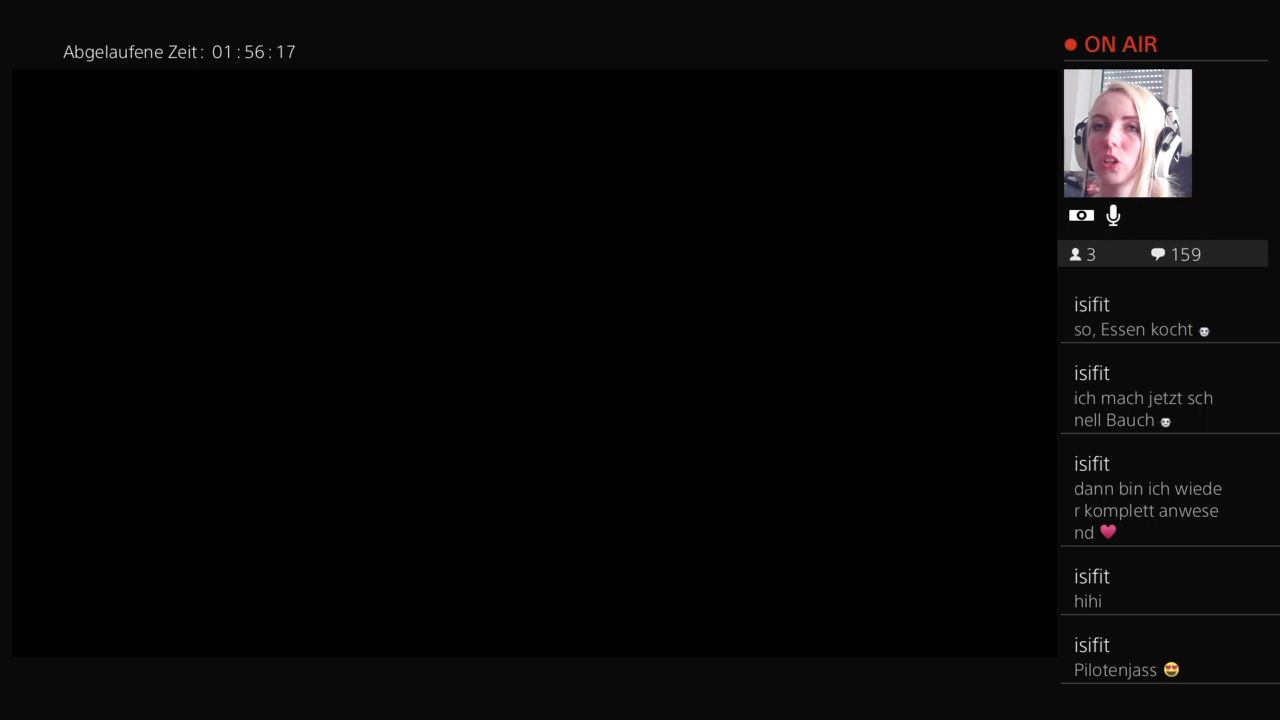 Abgelaufene Zeit: 01:56:17
ON AIR
3 159
isifit
so, Essen kocht 💀
isifit
ich mach jetzt sch
nell Bauch 💀
isifit
dann bin ich wiede
r komplett anwese
nd ❤️
isifit
hihi
isifit
Pilotenjass 😍